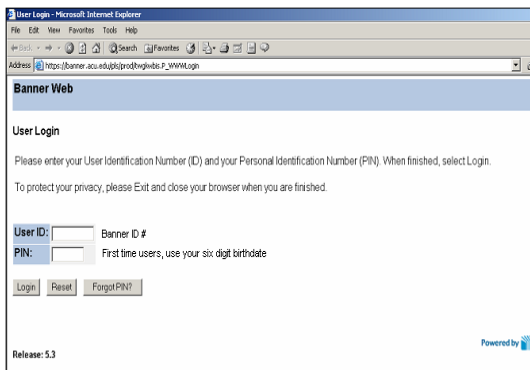 User Login - Microsoft Internet Explorer
File Edit View Favorites Tools Help
Back Search Favorites
Address https://banner.acu.edu/pls/prod/twgkwbis.P_WWWLogin
Banner Web
User Login
Please enter your User Identification Number (ID) and your Personal Identification Number (PIN). When finished, select Login.
To protect your privacy, please Exit and close your browser when you are finished.
User ID: Banner ID #
PIN: First time users, use your six digit birthdate
Login Reset Forgot PIN?
Powered by
Release: 5.3